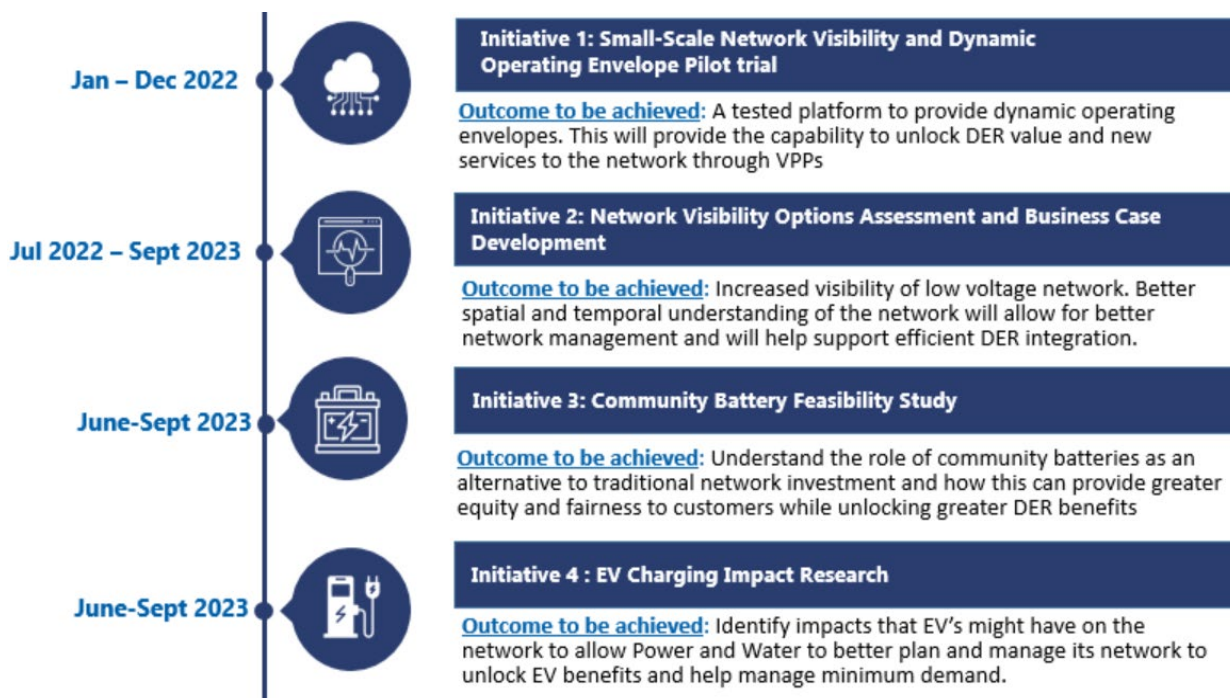 Jan – Dec 2022
Initiative 1: Small-Scale Network Visibility and Dynamic
Operating Envelope Pilot trial
Outcome to be achieved: A tested platform to provide dynamic operating
envelopes. This will provide the capability to unlock DER value and new
services to the network through VPPs
Jul 2022 – Sept 2023
Initiative 2: Network Visibility Options Assessment and Business Case
Development
Outcome to be achieved: Increased visibility of low voltage network. Better
spatial and temporal understanding of the network will allow for better
network management and will help support efficient DER integration.
June-Sept 2023
Initiative 3: Community Battery Feasibility Study
Outcome to be achieved: Understand the role of community batteries as an
alternative to traditional network investment and how this can provide greater
equity and fairness to customers while unlocking greater DER benefits
June-Sept 2023
Initiative 4 : EV Charging Impact Research
Outcome to be achieved: Identify impacts that EV's might have on the
network to allow Power and Water to better plan and manage its network to
unlock EV benefits and help manage minimum demand.